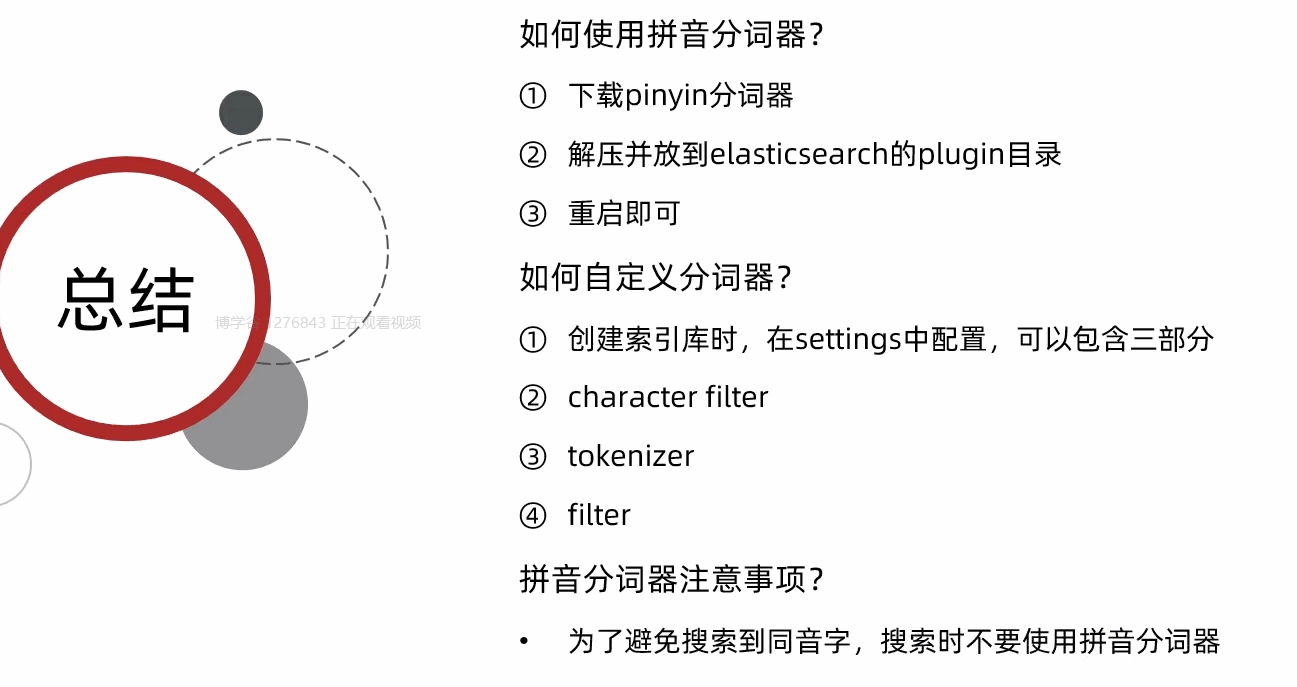 如何使用拼音分词器？
① 下载pinyin分词器
② 解压并放到elasticsearch的plugin目录
③ 重启即可
如何自定义分词器？
总结
博学谷 1276843 正在观看视频
① 创建索引库时，在settings中配置，可以包含三部分
② character filter
③ tokenizer
④ filter
拼音分词器注意事项？
• 为了避免搜索到同音字，搜索时不要使用拼音分词器